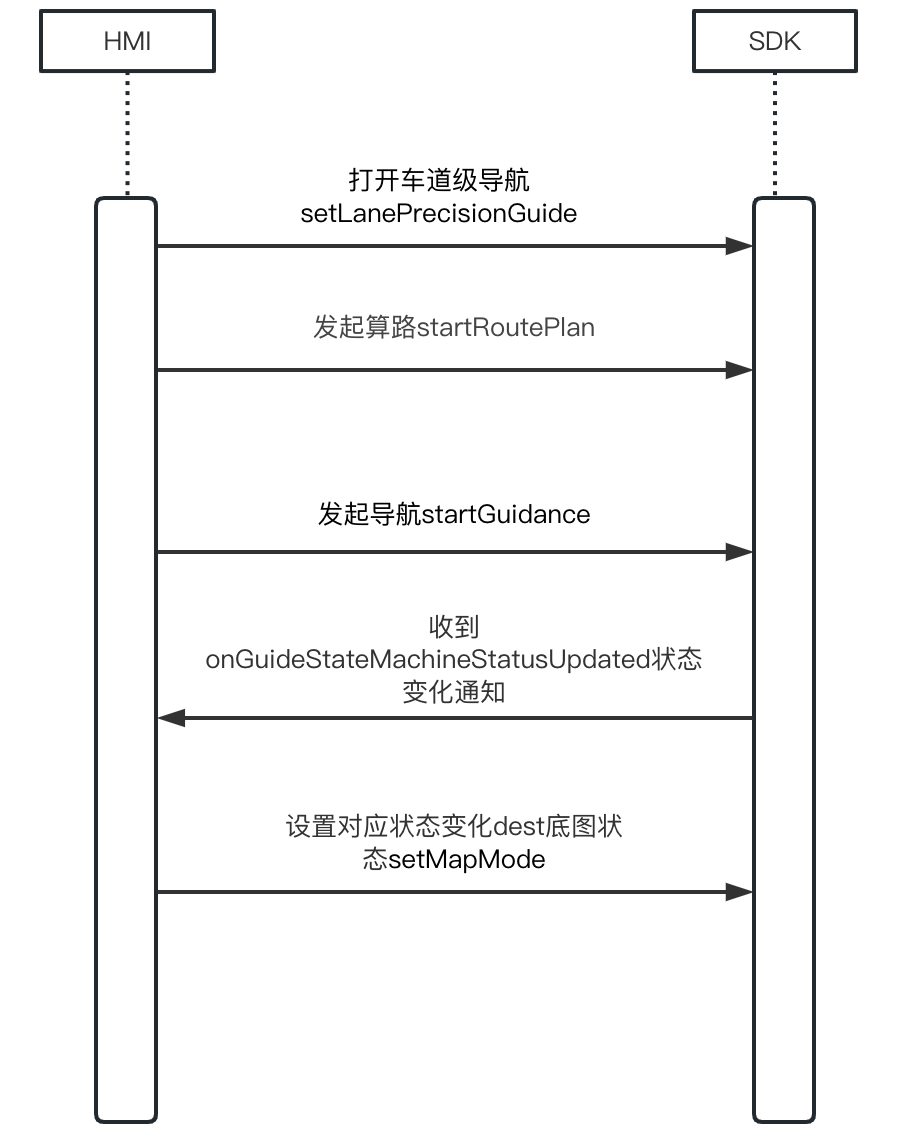 HMI
SDK
打开车道级导航
setLanePrecisionGuide
发起算路startRoutePlan
发起导航startGuidance
收到
onGuideStateMachineStatusUpdated状态
变化通知
设置对应状态变化dest底图状
态setMapMode